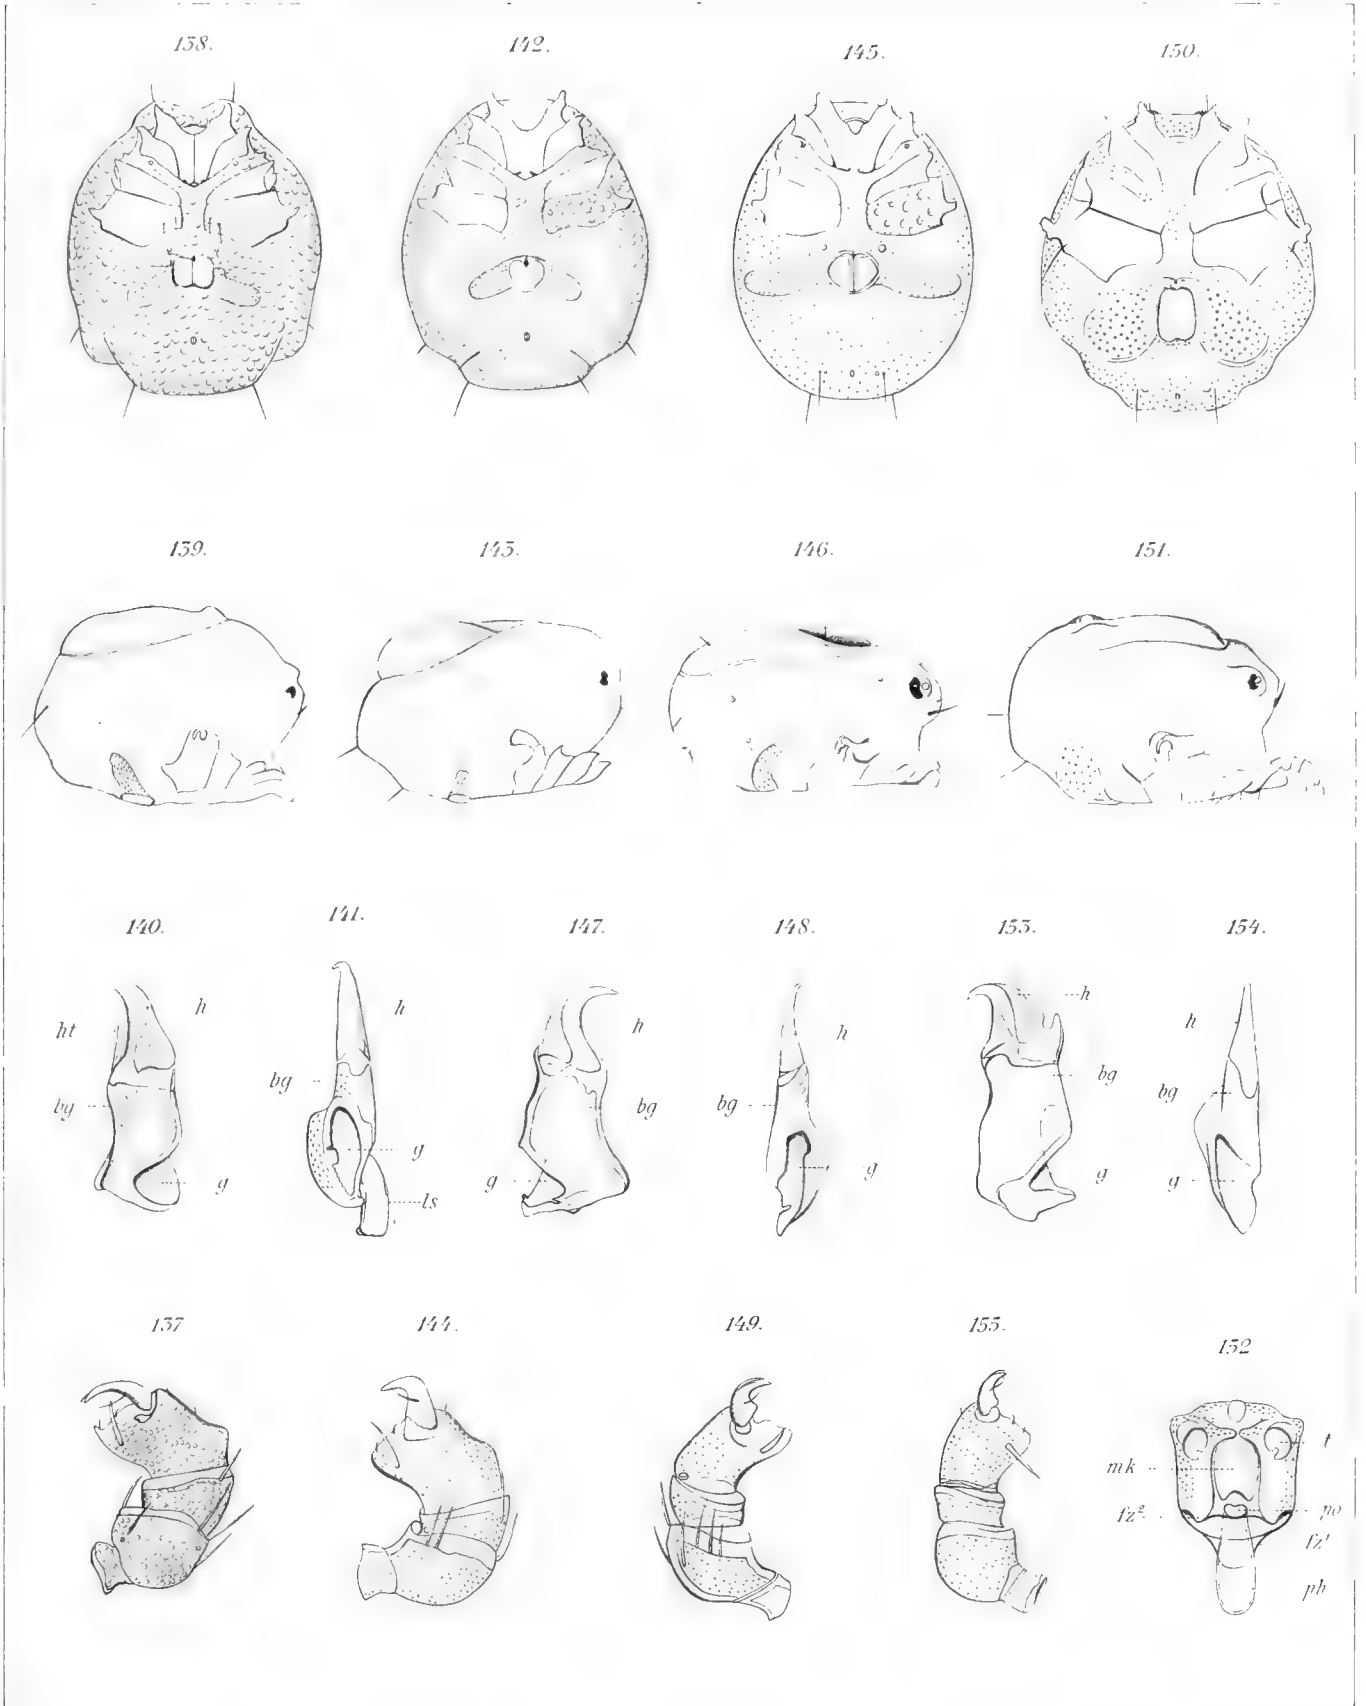 138. 142. 145. 150.
139. 143. 146. 151.
140. 141. 147. 148. 153. 154.
ht h h h h h h
bg bg bg bg bg bg
g g g g g g
ls
137 144. 149. 155. 152
mk t
fz² po
fz¹
ph